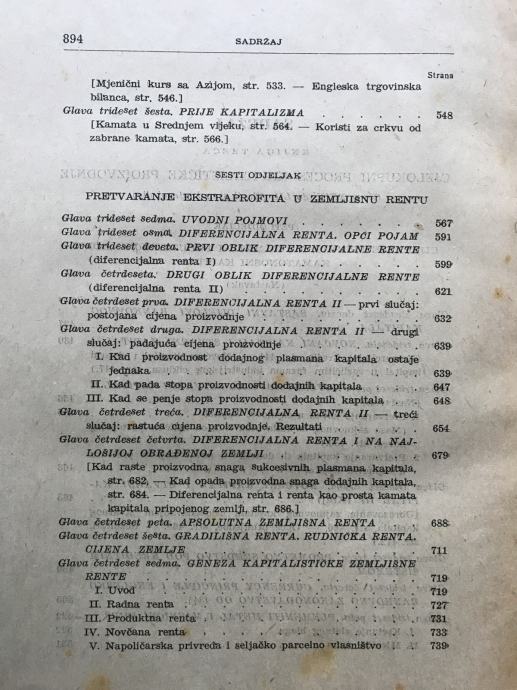 894
SADRŽAJ
Strana
[Mjenični kurs sa Azijom, str. 533. — Engleska trgovinska
bilanca, str. 546.]
Glava trideset šesta. PRIJE KAPITALIZMA . . . . . . 548
[Kamata u Srednjem vijeku, str. 564. — Koristi za crkvu od
zabrane kamata, str. 566.]
ŠESTI ODJELJAK
PRETVARANJE EKSTRAPROFITA U ZEMLJIŠNU RENTU
Glava trideset sedma. UVODNI POJMOVI . . . . . . . 567
Glava trideset osma. DIFERENCIJALNA RENTA. OPĆI POJAM 591
Glava trideset deveta. PRVI OBLIK DIFERENCIJALNE RENTE
(diferencijalna renta I) . . . . . . . . . 599
Glava četrdeseta. DRUGI OBLIK DIFERENCIJALNE RENTE
(diferencijalna renta II) . . . . . . . . . 621
Glava četrdeset prva. DIFERENCIJALNA RENTA II — prvi slučaj:
postojana cijena proizvodnje . . . . . . . . 632
Glava četrdeset druga. DIFERENCIJALNA RENTA II — drugi
slučaj: padajuća cijena proizvodnje . . . . . . . 639
I. Kad proizvodnost dodajnog plasmana kapitala ostaje
jednaka . . . . . . . . . . . . 639
II. Kad pada stopa proizvodnosti dodajnih kapitala . . . . 647
III. Kad se penje stopa proizvodnosti dodajnih kapitala . . . 648
Glava četrdeset treća. DIFERENCIJALNA RENTA II — treći
slučaj: rastuća cijena proizvodnje. Rezultati . . . . . 654
Glava četrdeset četvrta. DIFERENCIJALNA RENTA I NA NAJ-
LOŠIJOJ OBRAĐENOJ ZEMLJI . . . . . . . . 679
[Kad raste proizvodna snaga sukcesivnih plasmana kapitala,
str. 682, — Kad opada proizvodna snaga dodajnih kapitala,
str. 684. — Diferencijalna renta i renta kao prosta kamata
kapitala pripojenog zemlji, str. 686.]
Glava četrdeset peta. APSOLUTNA ZEMLJIŠNA RENTA . . . 688
Glava četrdeset šesta. GRADILIŠNA RENTA. RUDNIČKA RENTA.
CIJENA ZEMLJE . . . . . . . . . . . 711
Glava četrdeset sedma. GENEZA KAPITALISTIČKE ZEMLJIŠNE
RENTE . . . . . . . . . . . . . 719
I. Uvod . . . . . . . . . . . . . 719
II. Radna renta . . . . . . . . . . . 727
III. Produktna renta . . . . . . . . . . 731
IV. Novčana renta . . . . . . . . . . 733
V. Napoličarska privreda i seljačko parcelno vlasništvo . . . 739